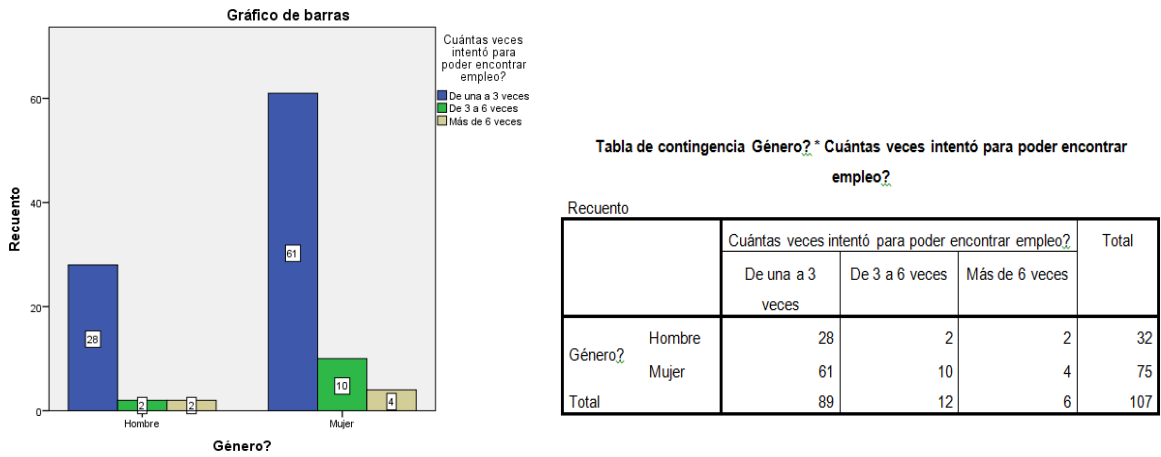 Gráfico de barras
Cuántas veces
intentó para
poder encontrar
empleo?
De una a 3 veces
De 3 a 6 veces
Más de 6 veces
Recuento
60
40
20
0
28
2
2
61
10
4
Hombre
Mujer
Género?
Tabla de contingencia Género? * Cuántas veces intentó para poder encontrar
empleo?
Recuento
Cuántas veces intentó para poder encontrar empleo? Total
De una a 3 De 3 a 6 veces Más de 6 veces
veces
Género? Hombre 28 2 2 32
Mujer 61 10 4 75
Total 89 12 6 107